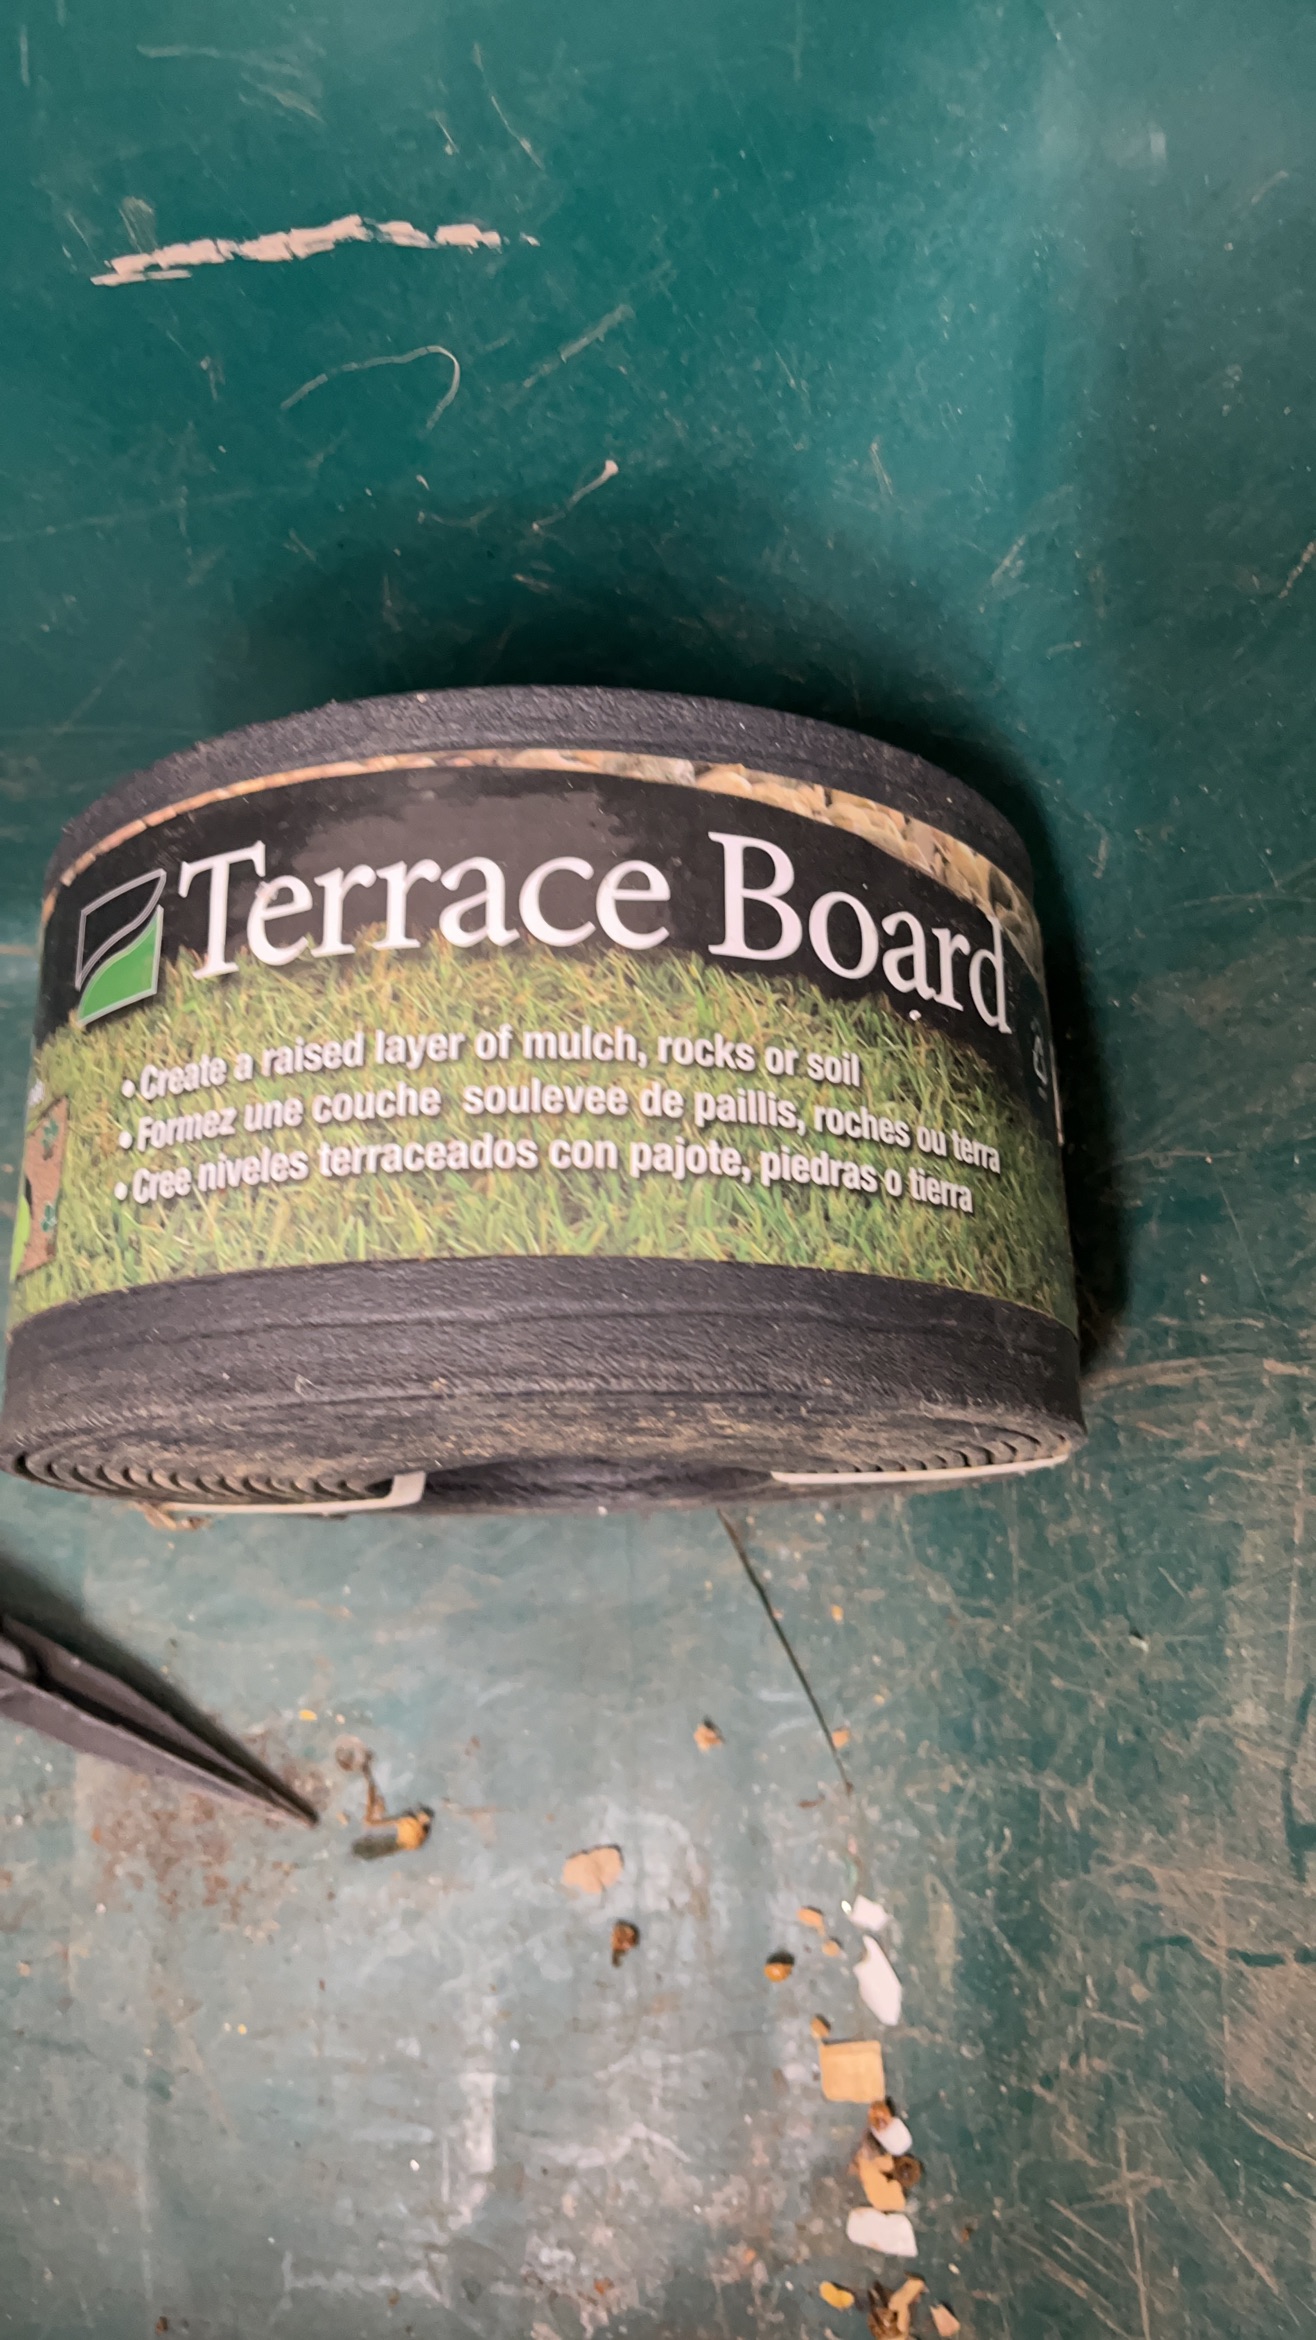 Terrace Board
• Create a raised layer of mulch, rocks or soil
• Formez une couche soulevee de paillis, roches ou terra
• Cree niveles terraceados con pajote, piedras o tierra